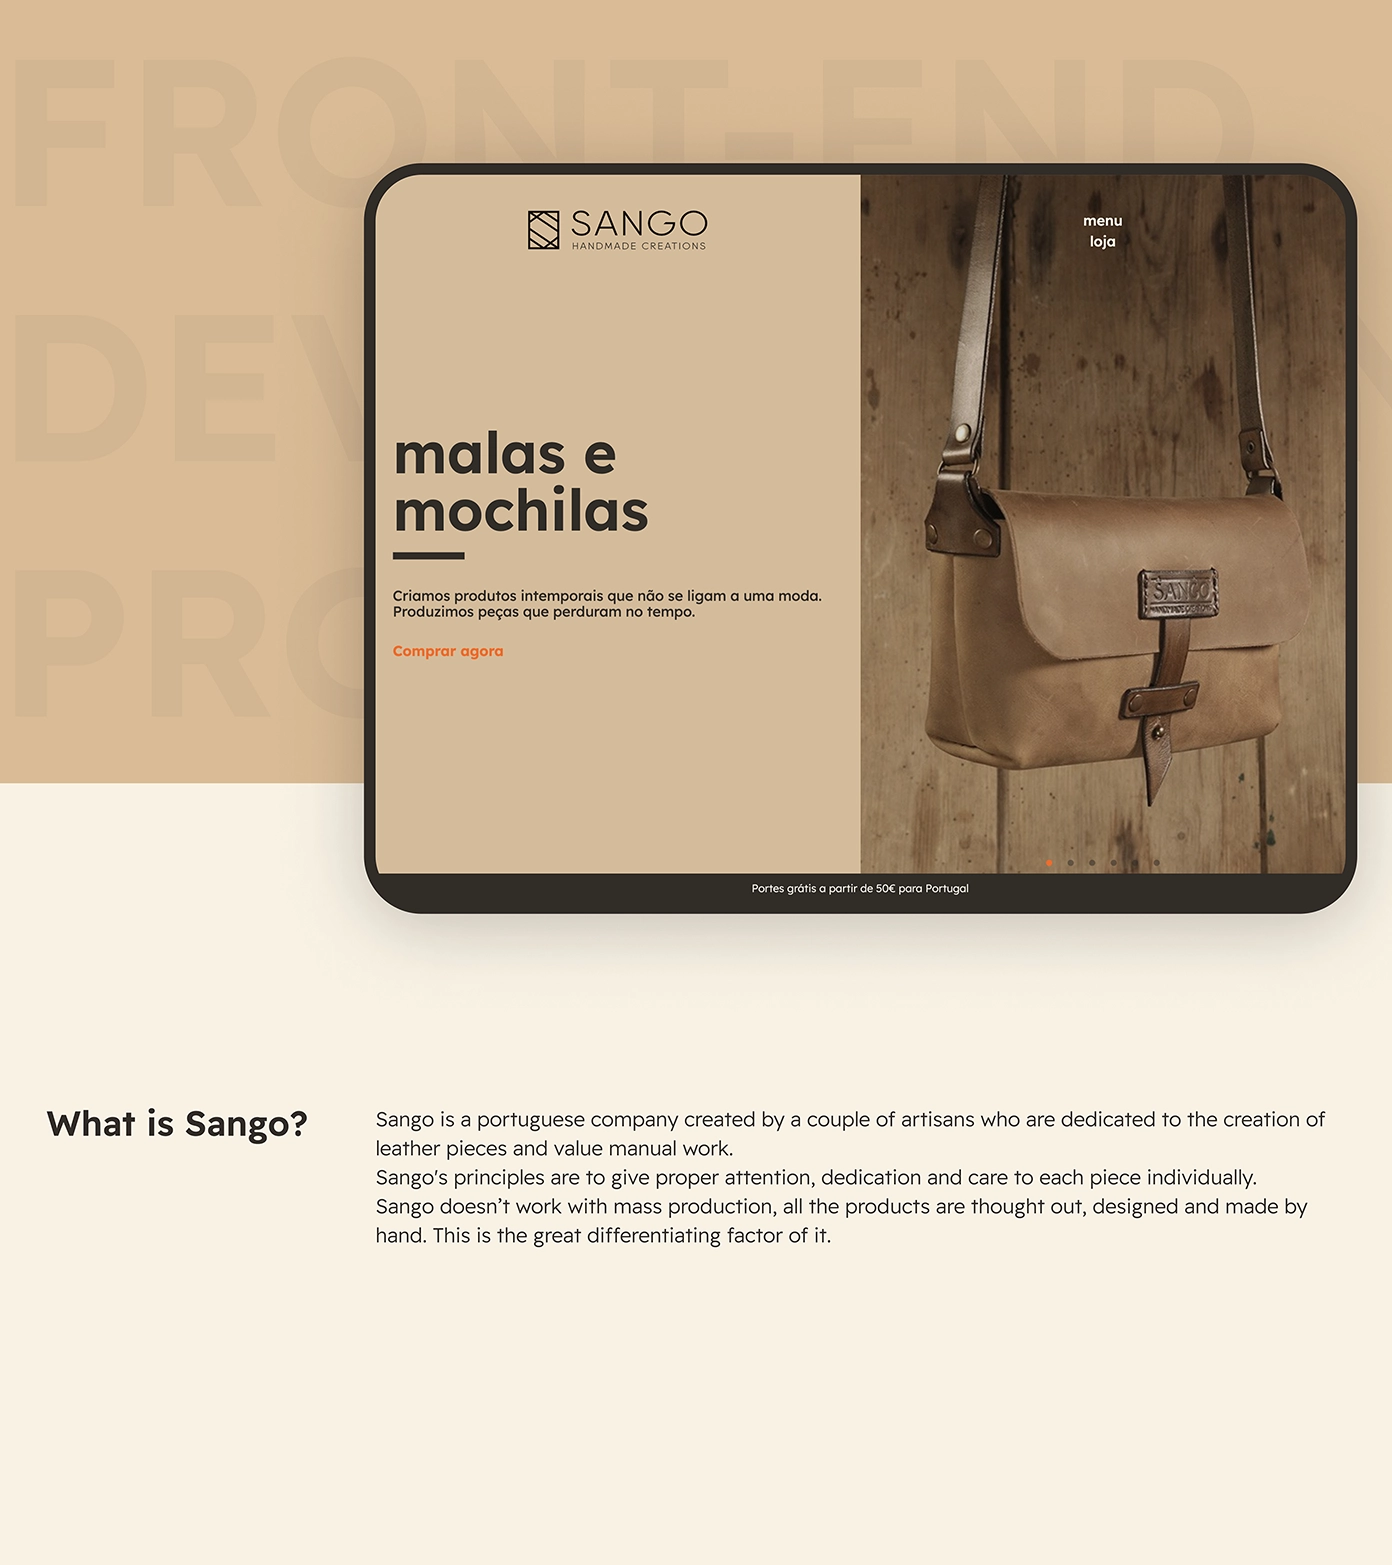 FRONT-END
SANGO
HANDMADE CREATIONS
menu
loja
malas e
mochilas
Criamos produtos intemporais que não se ligam a uma moda.
Produzimos peças que perduram no tempo.
Comprar agora
SANGO
Portes grátis a partir de 50€ para Portugal
What is Sango?
Sango is a portuguese company created by a couple of artisans who are dedicated to the creation of
leather pieces and value manual work.
Sango's principles are to give proper attention, dedication and care to each piece individually.
Sango doesn’t work with mass production, all the products are thought out, designed and made by
hand. This is the great differentiating factor of it.